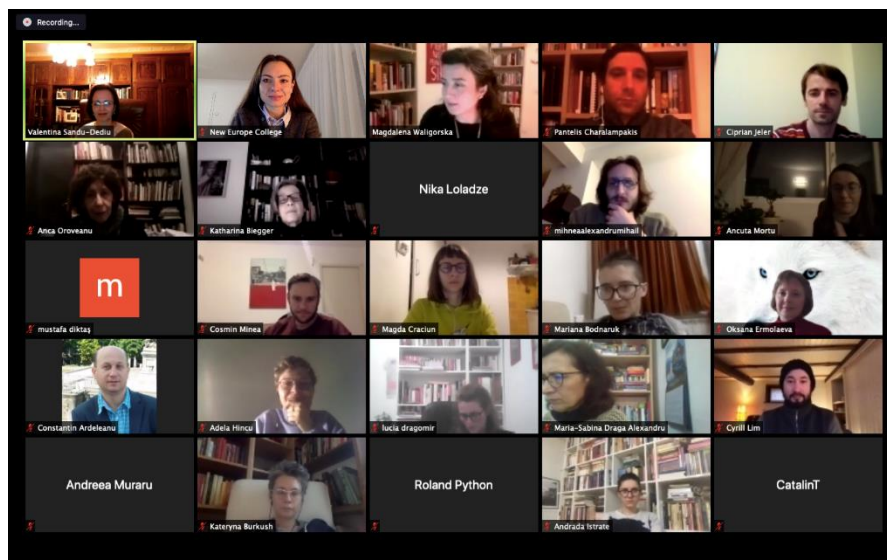 Recording...
Valentina Sandu-Dediu
New Europe College
Magdalena Waligorska
Pantelis Charalampakis
Ciprian Jeler
Anca Oroveanu
Katharina Biegger
Nika Loladze
mihneaalexandrumihail
Ancuta Mortu
m
mustafa diktaş
Cosmin Minea
Magda Craciun
Mariana Bodnaruk
Oksana Ermolaeva
Constantin Ardeleanu
Adela Hincu
lucia dragomir
Maria-Sabina Draga Alexandru
Cyrill Lim
Andreea Muraru
Kateryna Burkush
Roland Python
Andrada Istrate
CatalinT